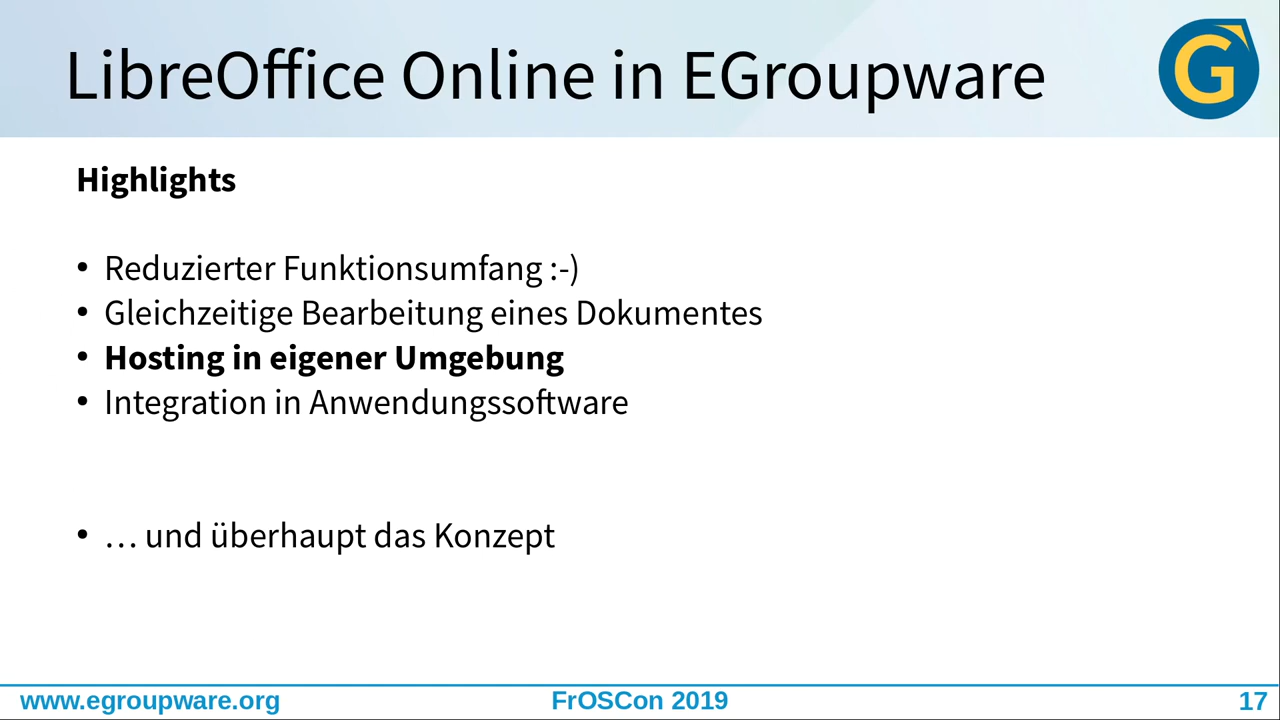 LibreOffice Online in EGroupware
G
Highlights
• Reduzierter Funktionsumfang :-)
• Gleichzeitige Bearbeitung eines Dokumentes
• Hosting in eigener Umgebung
• Integration in Anwendungssoftware
• … und überhaupt das Konzept
www.egroupware.org
FrOSCon 2019
17